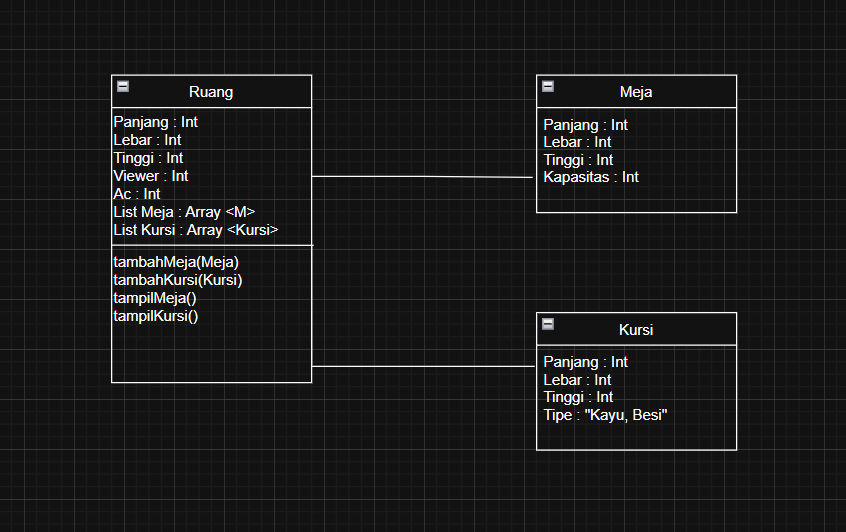 Ruang
Panjang : Int
Lebar : Int
Tinggi : Int
Viewer : Int
Ac : Int
List Meja : Array <M>
List Kursi : Array <Kursi>
tambahMeja(Meja)
tambahKursi(Kursi)
tampilMeja()
tampilKursi()
Meja
Panjang : Int
Lebar : Int
Tinggi : Int
Kapasitas : Int
Kursi
Panjang : Int
Lebar : Int
Tinggi : Int
Tipe : "Kayu, Besi"